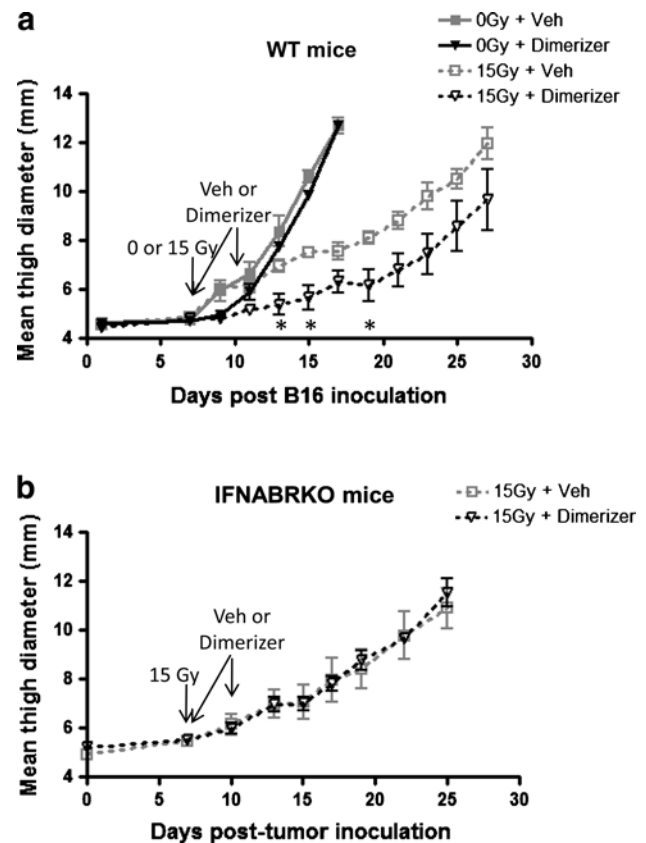 a
WT mice
0Gy + Veh
0Gy + Dimerizer
15Gy + Veh
15Gy + Dimerizer
Mean thigh diameter (mm)
14
12
10
8
6
4
Veh or
Dimerizer
0 or 15 Gy
* * *
0 5 10 15 20 25 30
Days post B16 inoculation
b
IFNABRKO mice
15Gy + Veh
15Gy + Dimerizer
Mean thigh diameter (mm)
14
12
10
8
6
4
Veh or
Dimerizer
15 Gy
0 5 10 15 20 25 30
Days post-tumor inoculation